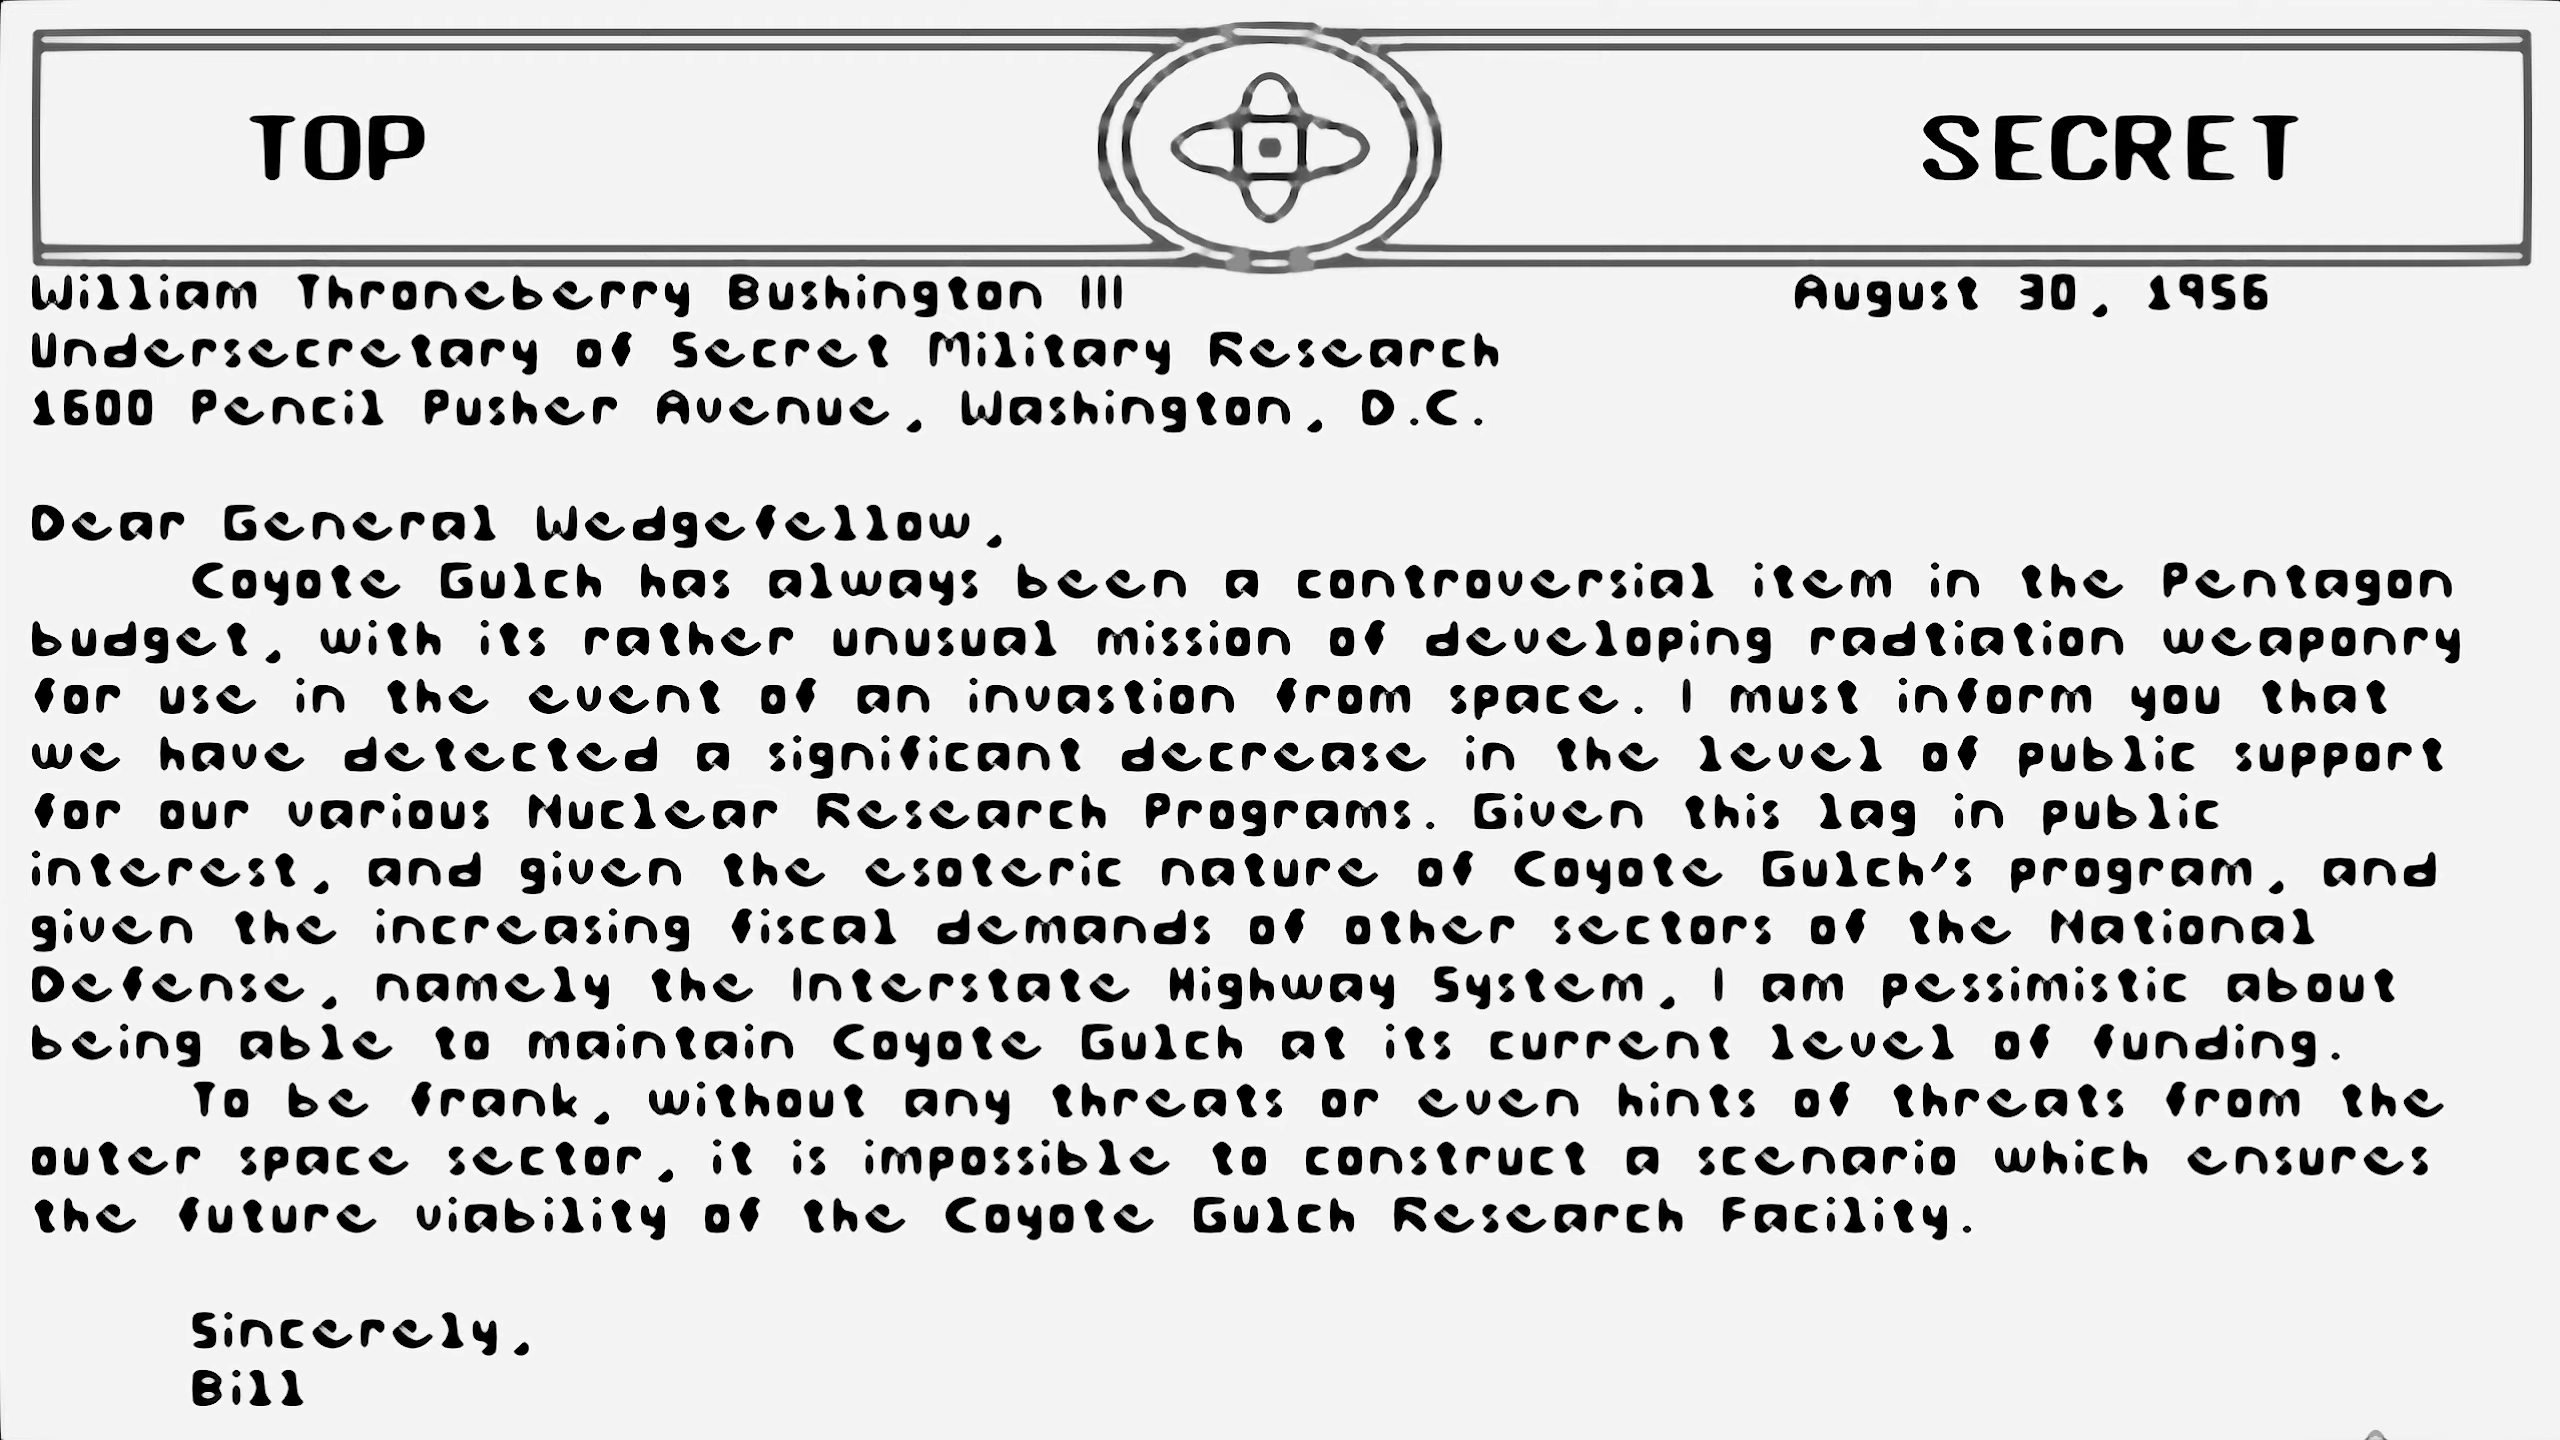 TOP SECRET
William Throneberry Bushington III August 30, 1956
Undersecretary of Secret Military Research
1600 Pencil Pusher Avenue, Washington, D.C.
Dear General Wedgefellow,
Coyote Gulch has always been a controversial item in the Pentagon
budget, with its rather unusual mission of developing radtiation weaponry
for use in the event of an invastion from space. I must inform you that
we have detected a significant decrease in the level of public support
for our various Nuclear Research Programs. Given this lag in public
interest, and given the esoteric nature of Coyote Gulch's program, and
given the increasing fiscal demands of other sectors of the National
Defense, namely the Interstate Highway System, I am pessimistic about
being able to maintain Coyote Gulch at its current level of funding.
To be frank, without any threats or even hints of threats from the
outer space sector, it is impossible to construct a scenario which ensures
the future viability of the Coyote Gulch Research Facility.
Sincerely,
Bill